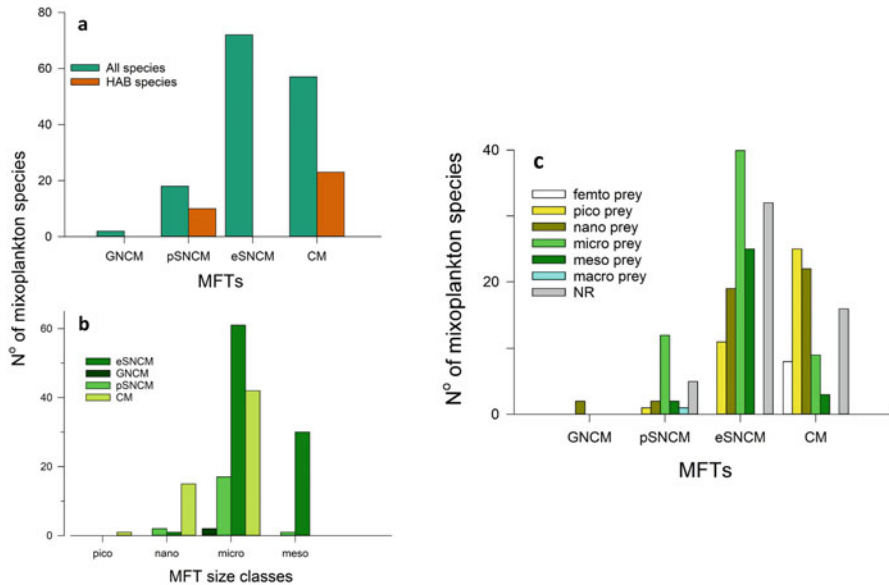 a
80
60
40
20
0
All species
HAB species
GNCM
pSNCM
eSNCM
CM
MFTs
N° of mixoplankton species
b
60
40
20
0
eSNCM
GNCM
pSNCM
CM
pico
nano
micro
meso
MFT size classes
c
40
20
0
femto prey
pico prey
nano prey
micro prey
meso prey
macro prey
NR
N° of mixoplankton species
GNCM
pSNCM
eSNCM
CM
MFTs